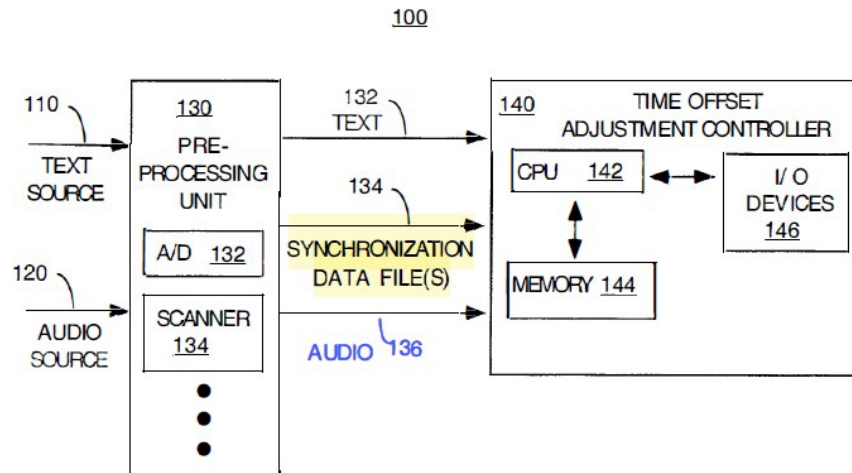 100
110
TEXT
SOURCE
120
AUDIO
SOURCE
130
PRE-
PROCESSING
UNIT
A/D 132
SCANNER
134
132
TEXT
134
SYNCHRONIZATION
DATA FILE(S)
AUDIO 136
140
TIME OFFSET
ADJUSTMENT CONTROLLER
CPU 142
MEMORY 144
I/O
DEVICES
146